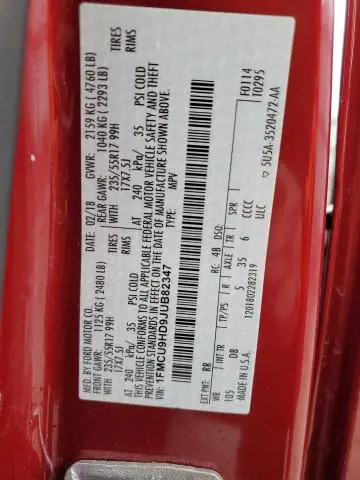 MFD. BY FORD MOTOR CO.
DATE: 02/18 GVWR: 2159 KG ( 4760 LB)
FRONT GAWR: 1125 KG ( 2480 LB) REAR GAWR: 1040 KG ( 2293 LB)
235/55R17 99H TIRES WITH 235/55R17 99H TIRES
17X7.5J RIMS 17X7.5J RIMS
AT 240 kPa/ 35 PSI COLD AT 240 kPa/ 35 PSI COLD
THIS VEHICLE CONFORMS TO ALL APPLICABLE FEDERAL MOTOR VEHICLE SAFETY AND THEFT
PREVENTION STANDARDS IN EFFECT ON THE DATE OF MANUFACTURE SHOWN ABOVE.
VIN: 1FMCU9HD9JUB82347
TYPE: MPV
F0114
T0295
EXT PNT: RR RC: 48 DSO:
WB INT TR TP/PS R AXLE TR SPR
105 DB 5 35 6 CCCC
MADE IN U.S.A. 1201802282319 ULC
▽ 5U5A-3520472-AA